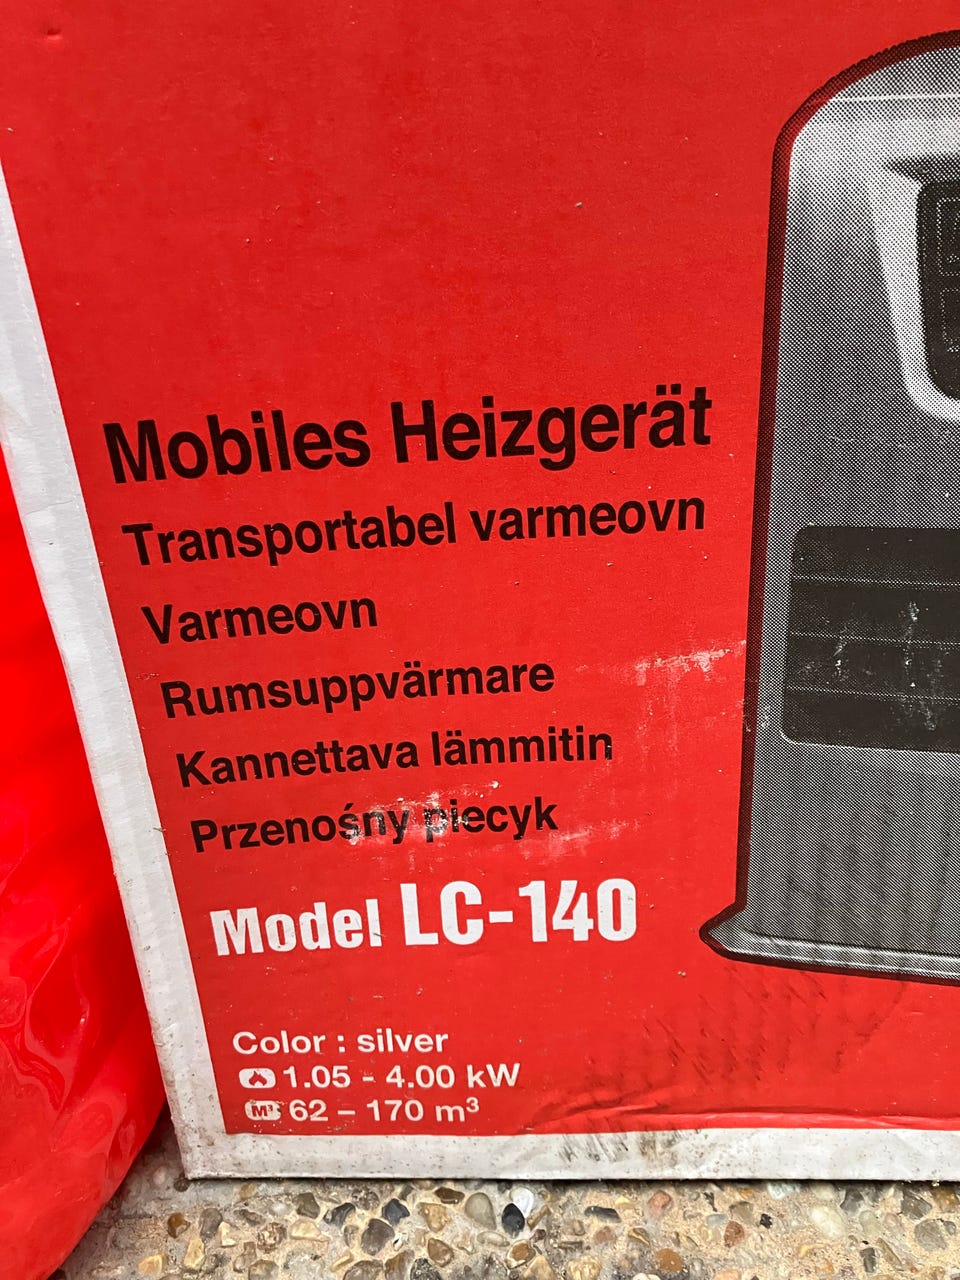 Mobiles Heizgerät
Transportabel varmeovn
Varmeovn
Rumsuppvärmare
Kannettava lämmitin
Przenośny piecyk
Model LC-140
Color : silver
1.05 - 4.00 kW
M³ 62 – 170 m³